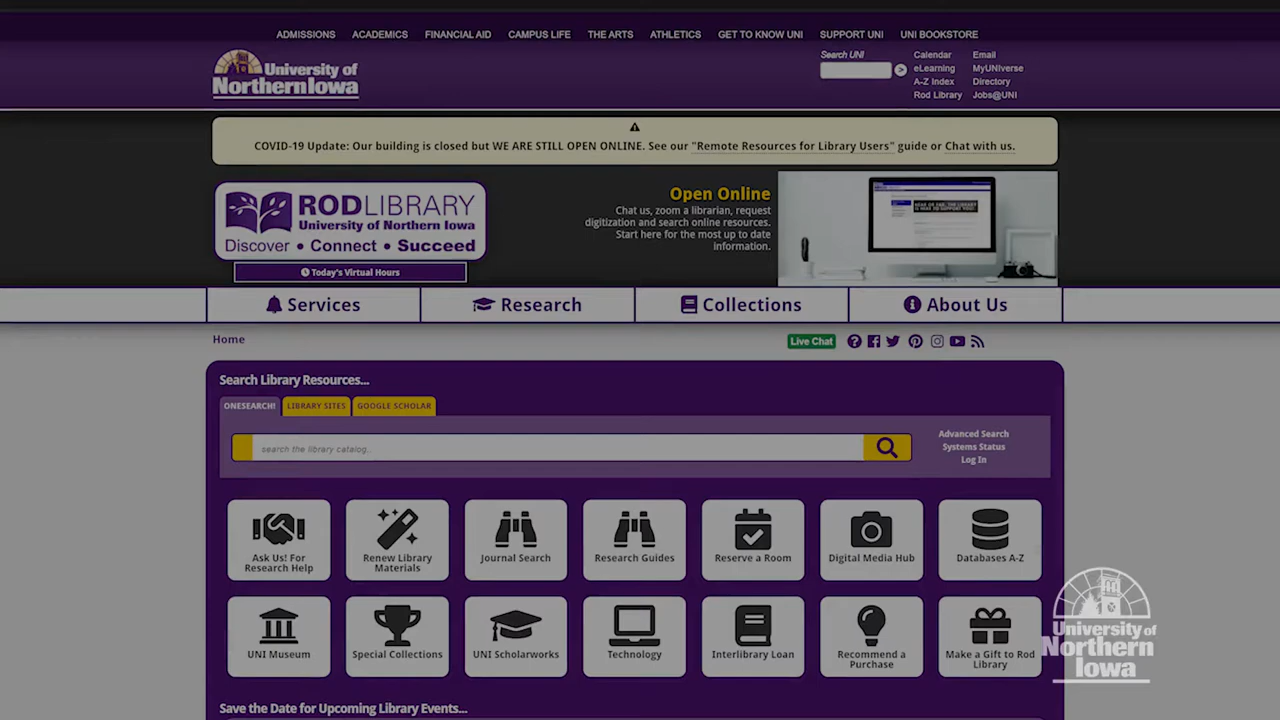 ADMISSIONS ACADEMICS FINANCIAL AID CAMPUS LIFE THE ARTS ATHLETICS GET TO KNOW UNI SUPPORT UNI UNI BOOKSTORE
University of
Northern Iowa
Search UNI
>
Calendar Email
eLearning MyUNIverse
A-Z Index Directory
Rod Library Jobs@UNI
COVID-19 Update: Our building is closed but WE ARE STILL OPEN ONLINE. See our "Remote Resources for Library Users" guide or Chat with us.
RODLIBRARY
University of Northern Iowa
Discover • Connect • Succeed
Today's Virtual Hours
Open Online
Chat us, zoom a librarian, request
digitization and search online resources.
Start here for the most up to date
information.
Services Research Collections About Us
Home
Live Chat
Search Library Resources...
ONESEARCH! LIBRARY SITES GOOGLE SCHOLAR
search the library catalog...
Advanced Search
Systems Status
Log In
Ask Us! For
Research Help
Renew Library
Materials
Journal Search
Research Guides
Reserve a Room
Digital Media Hub
Databases A-Z
UNI Museum
Special Collections
UNI Scholarworks
Technology
Interlibrary Loan
Recommend a
Purchase
Make a Gift to Rod
Library
University of
Northern
Iowa
Save the Date for Upcoming Library Events...